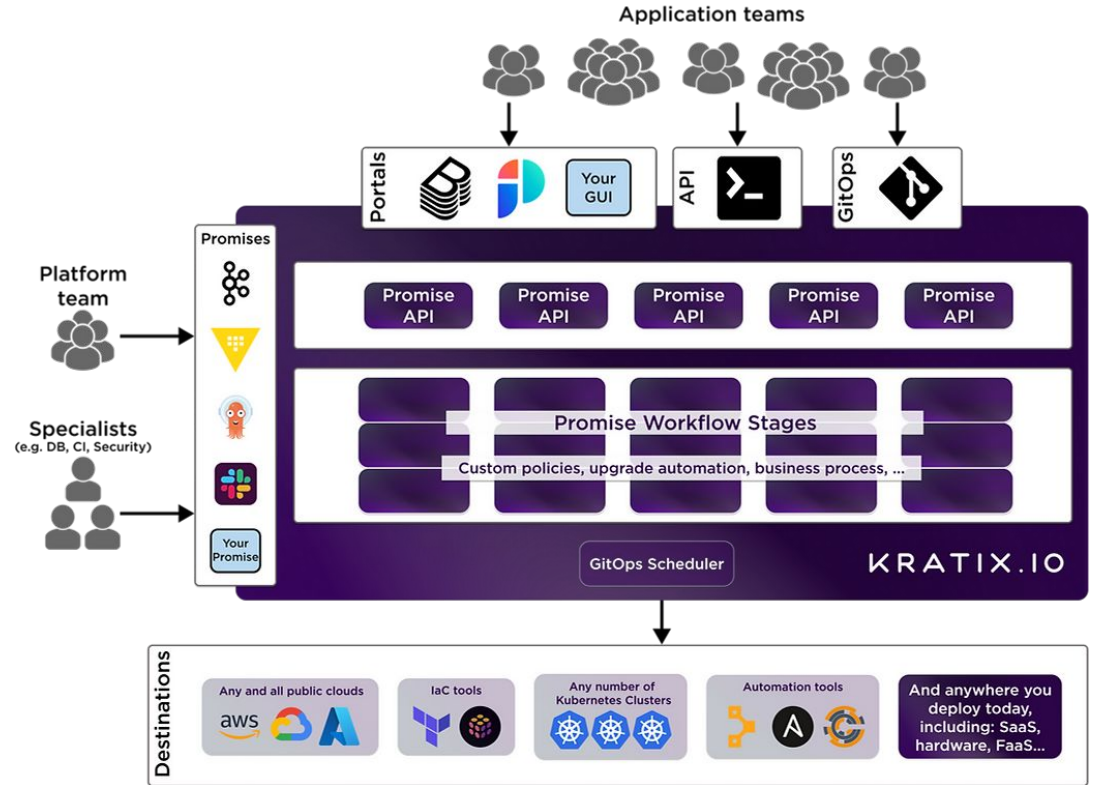 Application teams
Portals
Your
GUI
API
GitOps
Promises
Platform
team
Promise
API
Promise
API
Promise
API
Promise
API
Promise
API
Specialists
(e.g. DB, CI, Security)
Promise Workflow Stages
Custom policies, upgrade automation, business process, ...
Your
Promise
GitOps Scheduler
KRATIX.IO
Destinations
Any and all public clouds
aws
IaC tools
Any number of
Kubernetes Clusters
Automation tools
And anywhere you
deploy today,
including: SaaS,
hardware, FaaS...